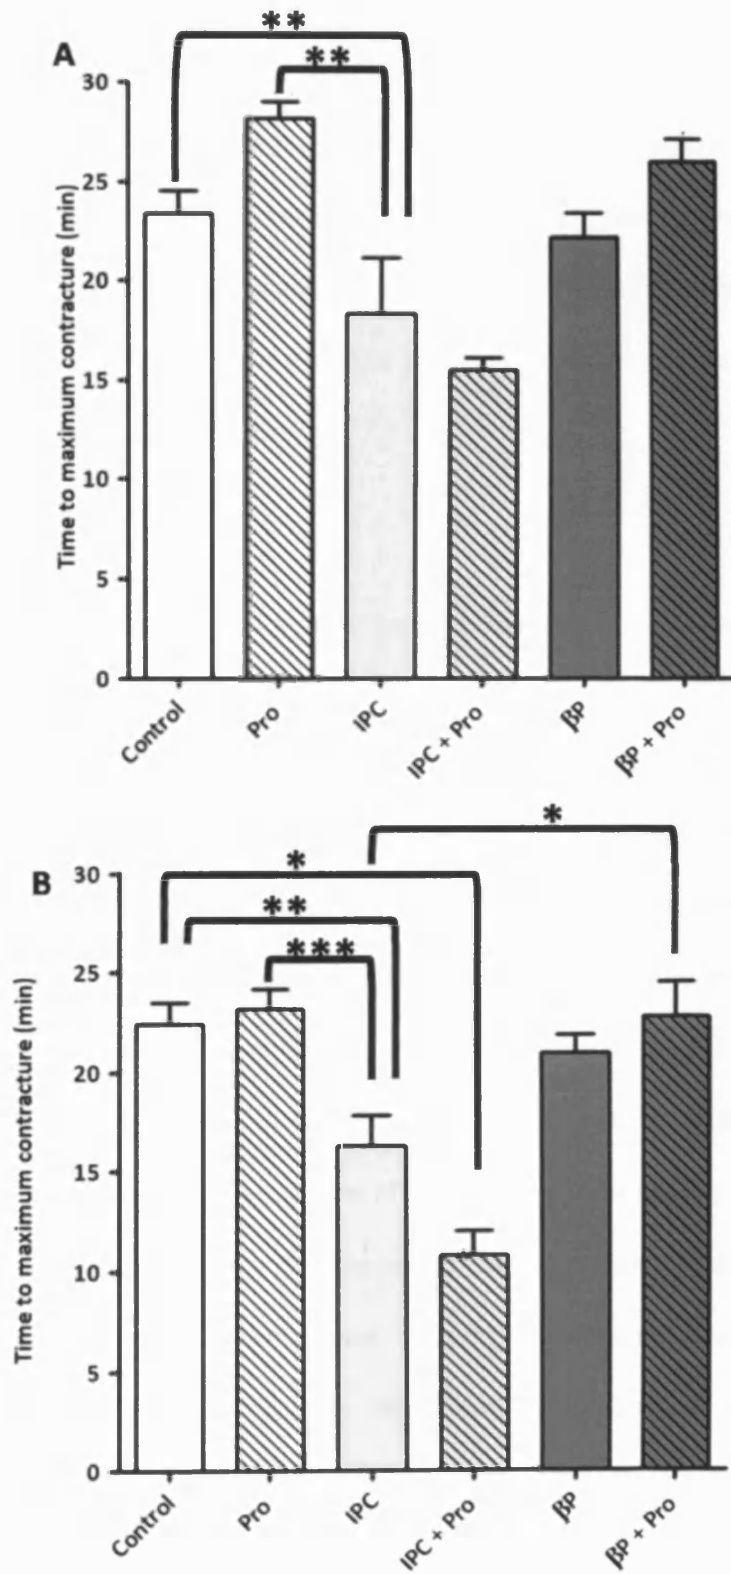 **
A
**
30
25
20
15
10
5
0
Time to maximum contracture (min)
Control
Pro
IPC
IPC + Pro
βP
βP + Pro
*
B
*
**
***
30
25
20
15
10
5
0
Time to maximum contracture (min)
Control
Pro
IPC
IPC + Pro
βP
βP + Pro